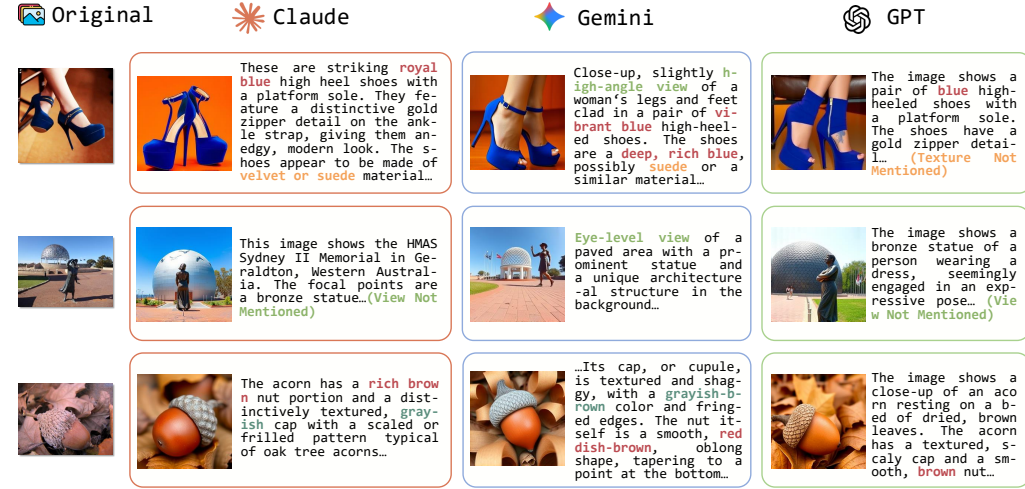 Original
Claude
Gemini
GPT
These are striking royal
blue high heel shoes with
a platform sole. They fe-
ature a distinctive gold
zipper detail on the ank-
le strap, giving them an-
edgy, modern look. The s-
hoes appear to be made of
velvet or suede material…
Close-up, slightly h-
igh-angle view of a
woman‘s legs and feet
clad in a pair of vi-
brant blue high-heel-
ed shoes. The shoes
are a deep, rich blue,
possibly suede or a
similar material…
The image shows a
pair of blue high-
heeled shoes with
a platform sole.
The shoes have a
gold zipper detai-
l… (Texture Not
Mentioned)
This image shows the HMAS
Sydney II Memorial in Ge-
raldton, Western Austral-
ia. The focal points are
a bronze statue…(View Not
Mentioned)
Eye-level view of a
paved area with a pr-
ominent statue and
a unique architecture
-al structure in the
background…
The image shows a
bronze statue of a
person wearing a
dress, seemingly
engaged in an exp-
ressive pose… (Vie
w Not Mentioned)
The acorn has a rich brow
n nut portion and a dist-
inctively textured, gray-
ish cap with a scaled or
frilled pattern typical
of oak tree acorns…
…Its cap, or cupule,
is textured and shag-
gy, with a grayish-b-
rown color and fring-
ed edges. The nut it-
self is a smooth, red
dish-brown, oblong
shape, tapering to a
point at the bottom…
The image shows a
close-up of an aco
rn resting on a b-
ed of dried, brown
leaves. The acorn
has a textured, s-
caly cap and a sm-
ooth, brown nut…